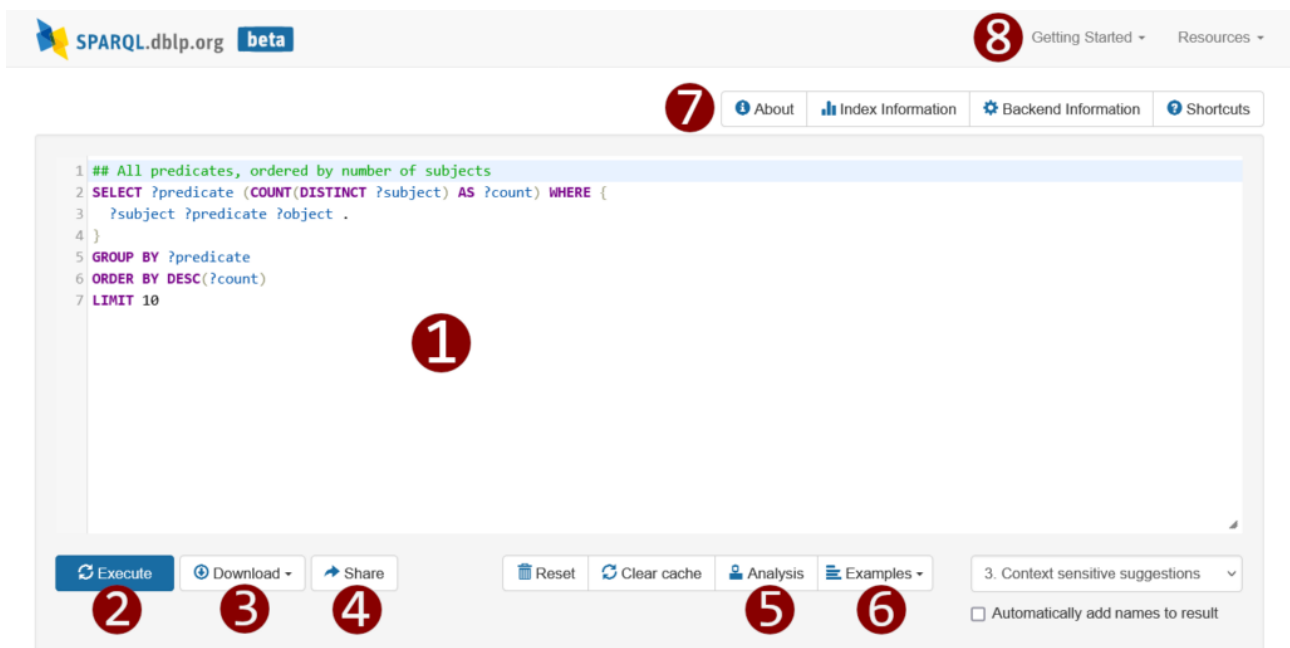 SPARQL.dblp.org beta
8 Getting Started Resources
7 About Index Information Backend Information Shortcuts
1 ## All predicates, ordered by number of subjects
2 SELECT ?predicate (COUNT(DISTINCT ?subject) AS ?count) WHERE {
3 ?subject ?predicate ?object .
4 }
5 GROUP BY ?predicate
6 ORDER BY DESC(?count)
7 LIMIT 10
1
Execute Download Share Reset Clear cache Analysis Examples 3. Context sensitive suggestions
2 3 4 5 6 Automatically add names to result